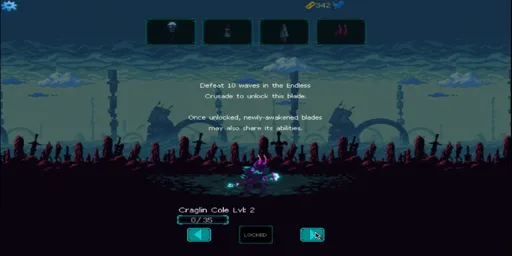 342
Defeat 10 waves in the Endless
Crusade to unlock this blade.
Once unlocked, newly-awakened blades
may also share its abilities.
Craglin Cole Lvl: 2
0/35
LOCKED